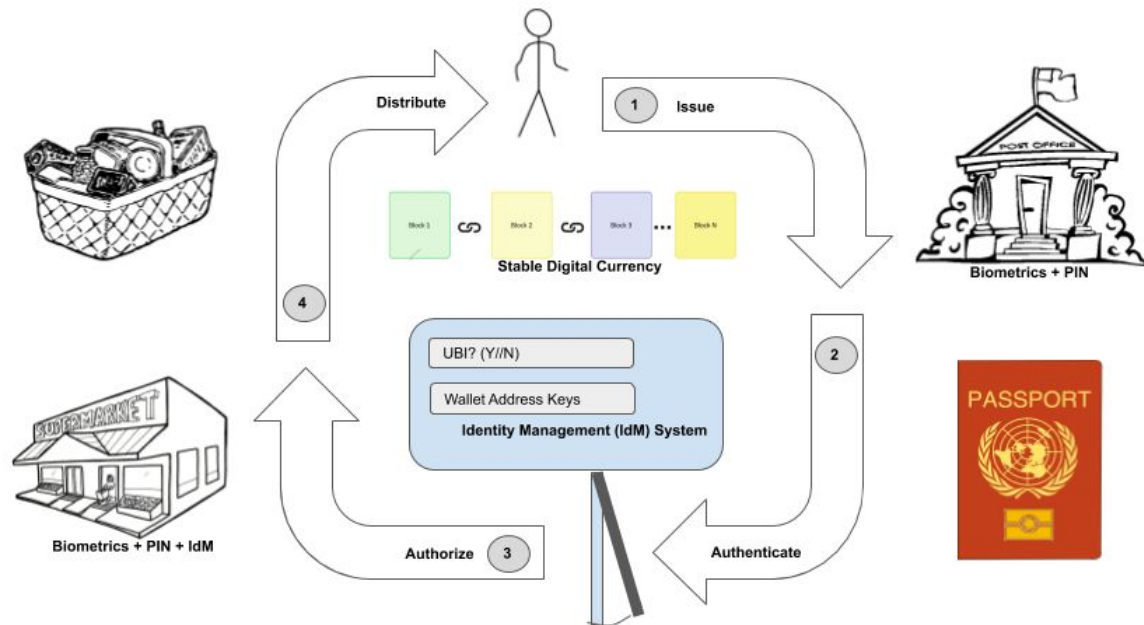 Distribute
1
Issue
POST OFFICE
Biometrics + PIN
Block 1
Block 2
Block 3
...
Block N
Stable Digital Currency
4
2
UBI? (Y//N)
Wallet Address Keys
Identity Management (IdM) System
PASSPORT
SUPERMARKET
Biometrics + PIN + IdM
Authorize
3
Authenticate